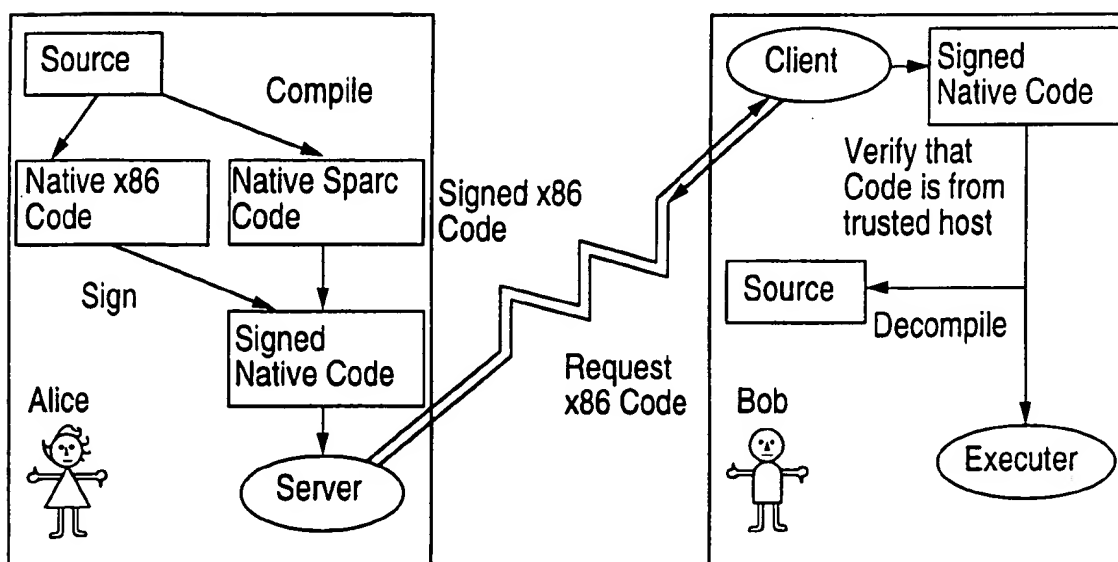 Source
Compile
Native x86
Code
Native Sparc
Code
Sign
Signed
Native Code
Alice
Server
Signed x86
Code
Request
x86 Code
Client
Signed
Native Code
Verify that
Code is from
trusted host
Source
Decompile
Bob
Executer